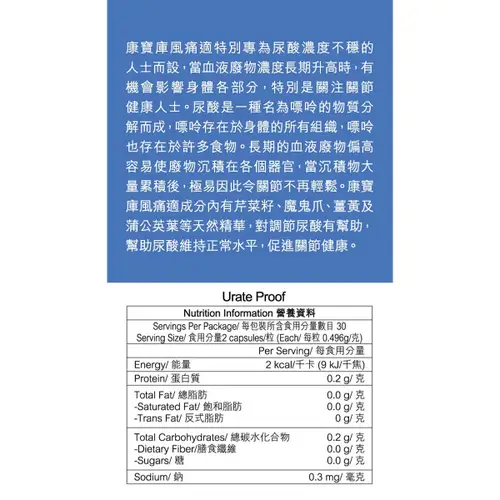 康寶庫風痛適特別專為尿酸濃度不穩的
人士而設，當血液廢物濃度長期升高時，有
機會影響身體各部分，特別是關注關節
健康人士。尿酸是一種名為嘌呤的物質分
解而成，嘌呤存在於身體的所有組織，嘌呤
也存在於許多食物。長期的血液廢物偏高
容易使廢物沉積在各個器官，當沉積物大
量累積後，極易因此令關節不再輕鬆。康寶
庫風痛適成分內有芹菜籽、魔鬼爪、薑黃及
蒲公英葉等天然精華，對調節尿酸有幫助，
幫助尿酸維持正常水平，促進關節健康。
Urate Proof
Nutrition Information 營養資料
Servings Per Package/ 每包裝所含食用分量數目 30
Serving Size/ 食用分量2 capsules/粒 (Each/ 每粒 0.496g/克)
Per Serving/ 每食用分量
Energy/ 能量 2 kcal/千卡 (9 kJ/千焦)
Protein/ 蛋白質 0.2 g/ 克
Total Fat/ 總脂肪 0.0 g/ 克
-Saturated Fat/ 飽和脂肪 0.0 g/ 克
-Trans Fat/ 反式脂肪 0 g/ 克
Total Carbohydrates/ 總碳水化合物 0.2 g/ 克
-Dietary Fiber/膳食纖維 0.0 g/ 克
-Sugars/ 糖 0.0 g/ 克
Sodium/ 鈉 0.3 mg/ 毫克